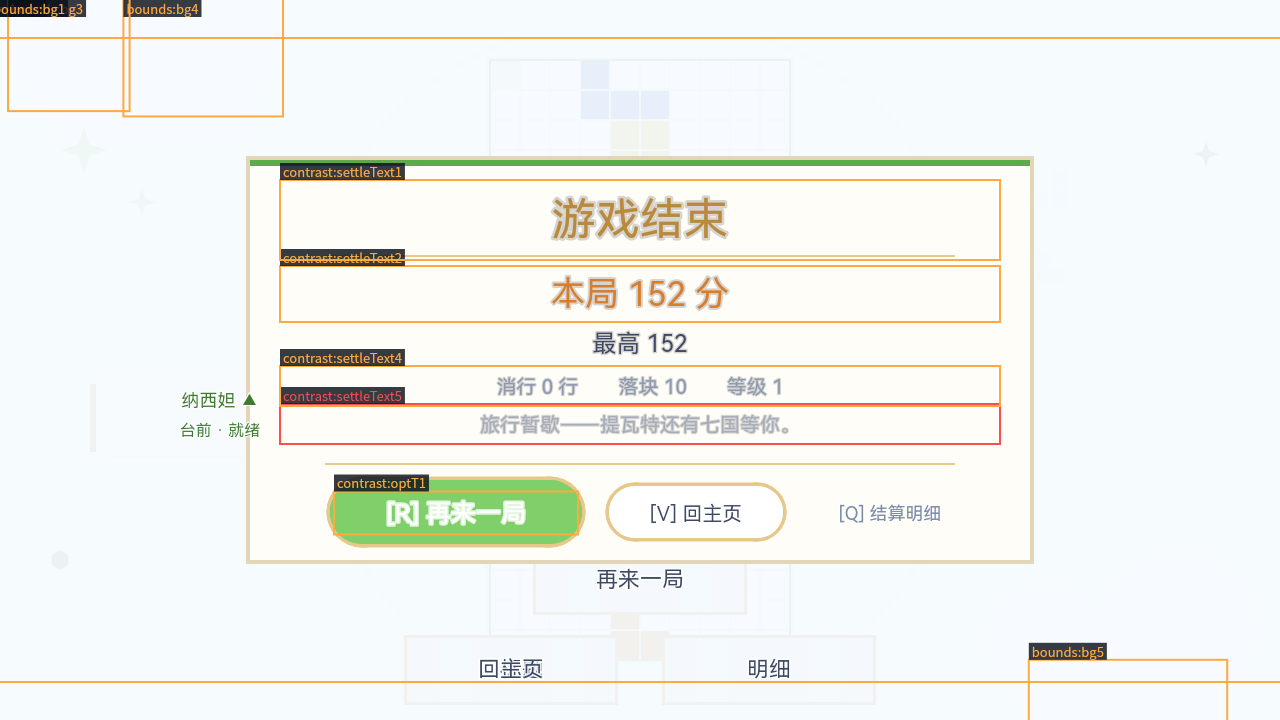 bounds:bg1 g3
bounds:bg4
contrast:settleText1
游戏结束
contrast:settleText2
本局 152 分
最高 152
contrast:settleText4
消行 0 行 落块 10 等级 1
contrast:settleText5
纳西妲 ▲
旅行暂歇——提瓦特还有七国等你。
台前 · 就绪
contrast:optT1
[R] 再来一局
[V] 回主页
[Q] 结算明细
再来一局
明细
bounds:bg5